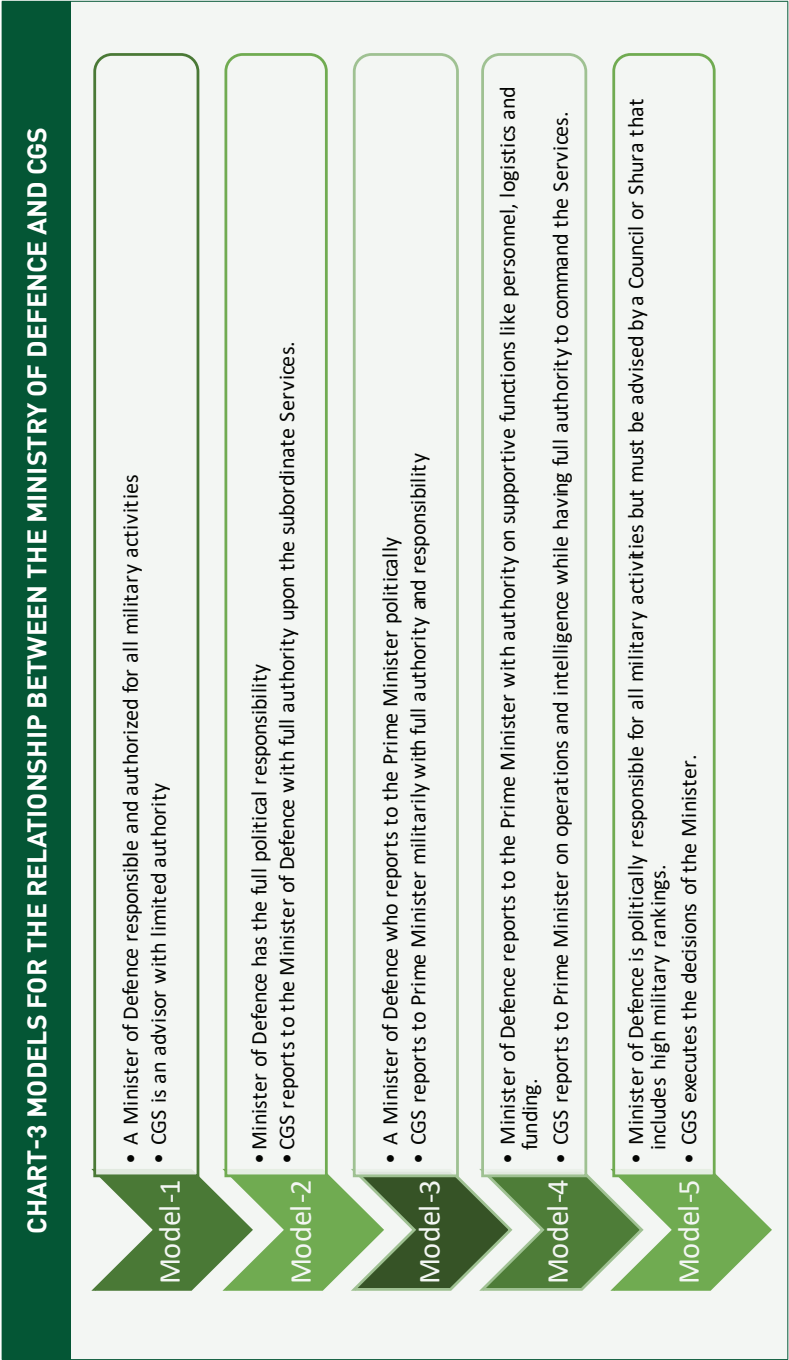 CHART-3 MODELS FOR THE RELATIONSHIP BETWEEN THE MINISTRY OF DEFENCE AND CGS
Model-1
• A Minister of Defence responsible and authorized for all military activities
• CGS is an advisor with limited authority
Model-2
• Minister of Defence has the full political responsibility
• CGS reports to the Minister of Defence with full authority upon the subordinate Services.
Model-3
• A Minister of Defence who reports to the Prime Minister politically
• CGS reports to Prime Minister militarily with full authority and responsibility
Model-4
• Minister of Defence reports to the Prime Minister with authority on supportive functions like personnel, logistics and
funding.
• CGS reports to Prime Minister on operations and intelligence while having full authority to command the Services.
Model-5
• Minister of Defence is politically responsible for all military activities but must be advised by a Council or Shura that
includes high military rankings.
• CGS executes the decisions of the Minister.